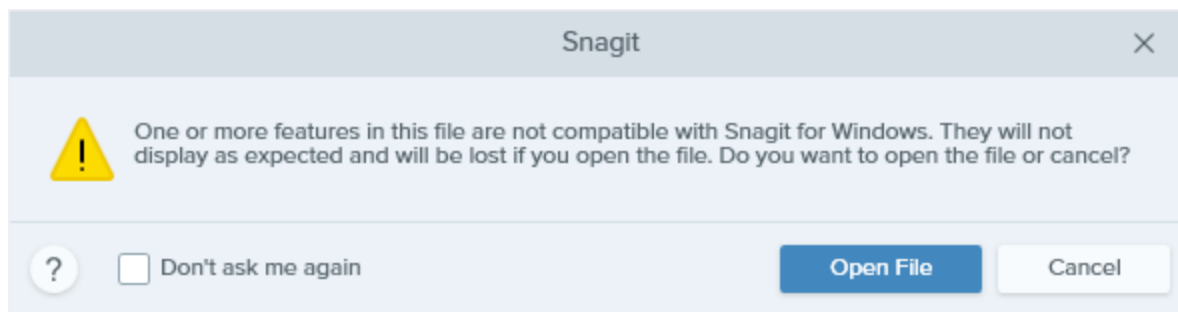 Snagit
One or more features in this file are not compatible with Snagit for Windows. They will not
display as expected and will be lost if you open the file. Do you want to open the file or cancel?
? Don't ask me again Open File Cancel